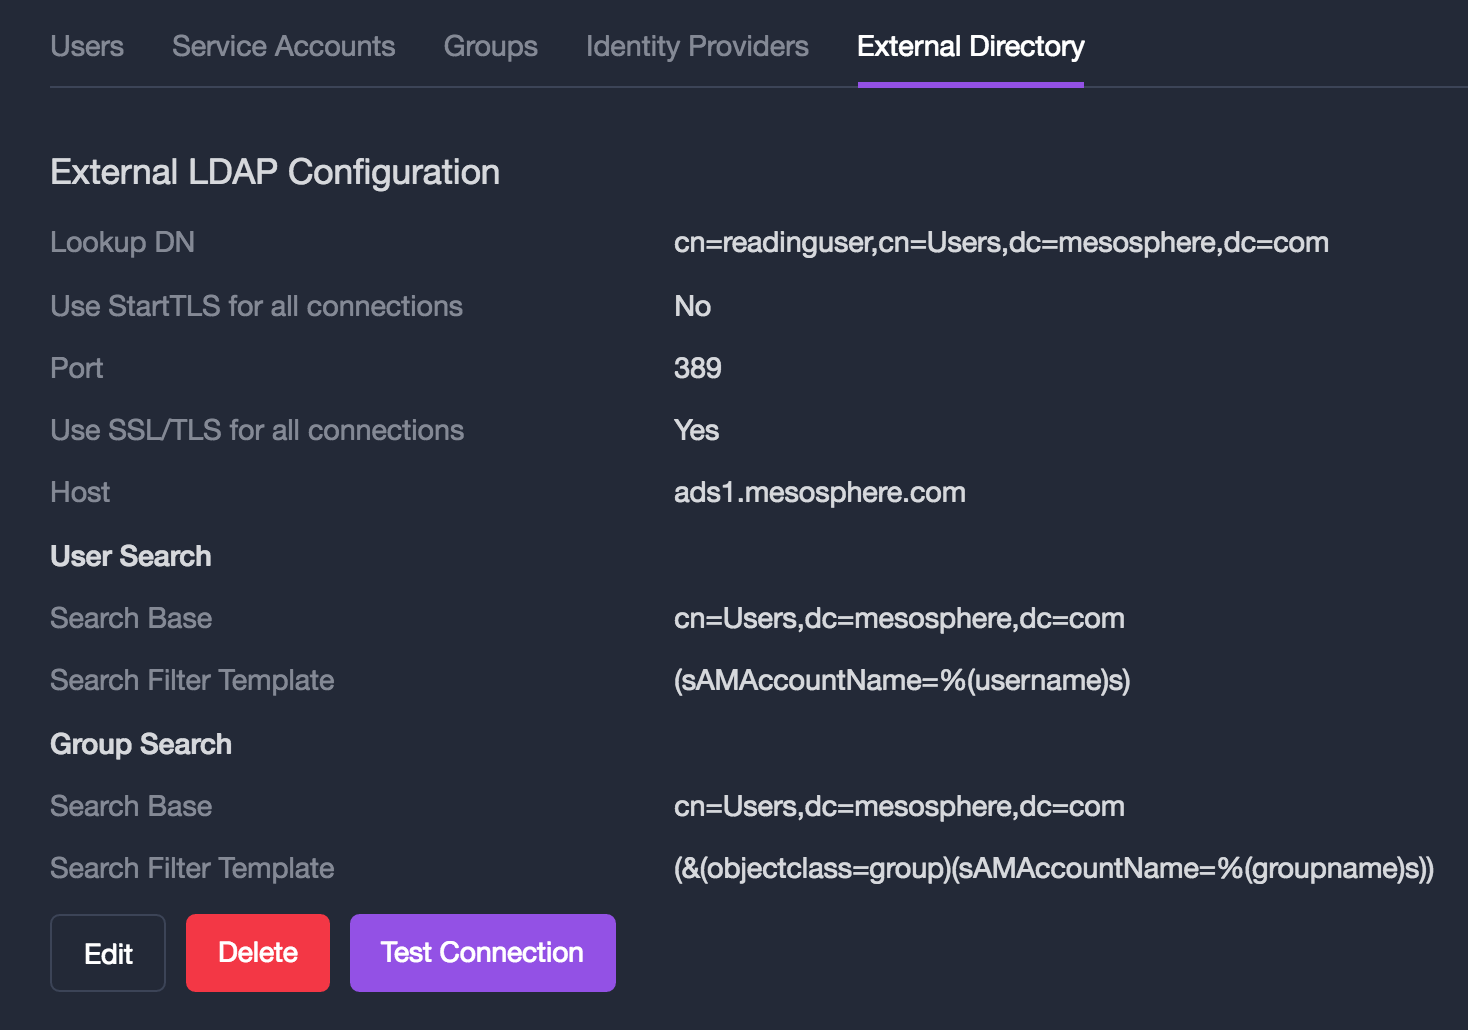 Users Service Accounts Groups Identity Providers External Directory
External LDAP Configuration
Lookup DN cn=readinguser,cn=Users,dc=mesosphere,dc=com
Use StartTLS for all connections No
Port 389
Use SSL/TLS for all connections Yes
Host ads1.mesosphere.com
User Search
Search Base cn=Users,dc=mesosphere,dc=com
Search Filter Template (sAMAccountName=%(username)s)
Group Search
Search Base cn=Users,dc=mesosphere,dc=com
Search Filter Template (&(objectclass=group)(sAMAccountName=%(groupname)s))
Edit Delete Test Connection